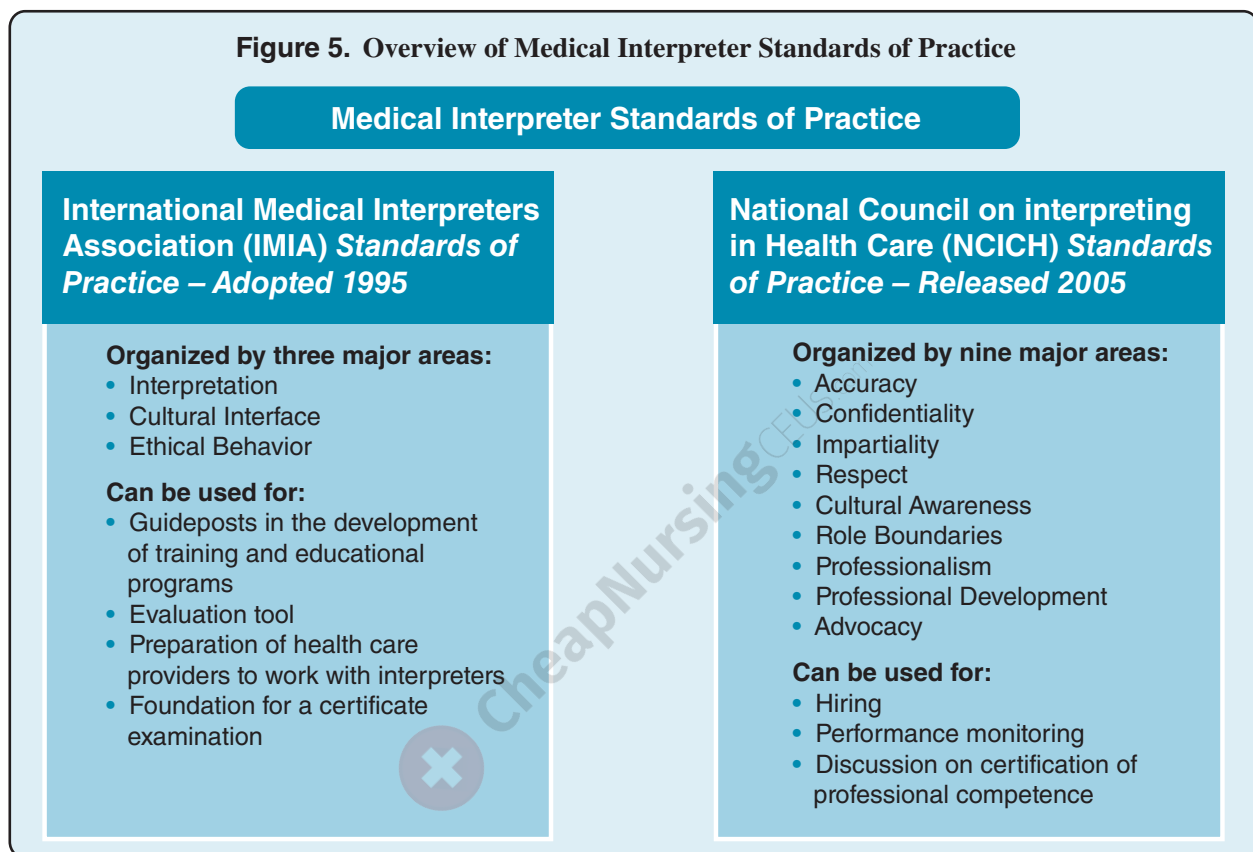 Figure 5. Overview of Medical Interpreter Standards of Practice
Medical Interpreter Standards of Practice
International Medical Interpreters
Association (IMIA) Standards of
Practice – Adopted 1995
Organized by three major areas:
• Interpretation
• Cultural Interface
• Ethical Behavior
Can be used for:
• Guideposts in the development
of training and educational
programs
• Evaluation tool
• Preparation of health care
providers to work with interpreters
• Foundation for a certificate
examination
National Council on interpreting
in Health Care (NCICH) Standards
of Practice – Released 2005
Organized by nine major areas:
• Accuracy
• Confidentiality
• Impartiality
• Respect
• Cultural Awareness
• Role Boundaries
• Professionalism
• Professional Development
• Advocacy
Can be used for:
• Hiring
• Performance monitoring
• Discussion on certification of
professional competence
CheapNursingCEUs.com